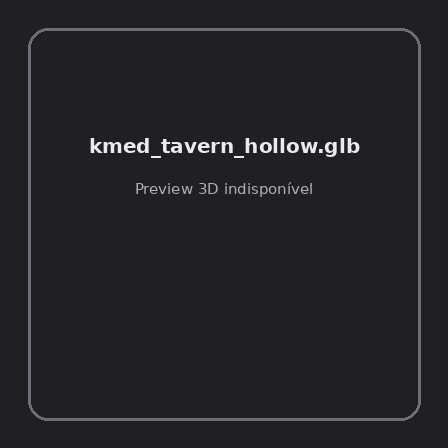 kmed_tavern_hollow.glb
Preview 3D indisponível